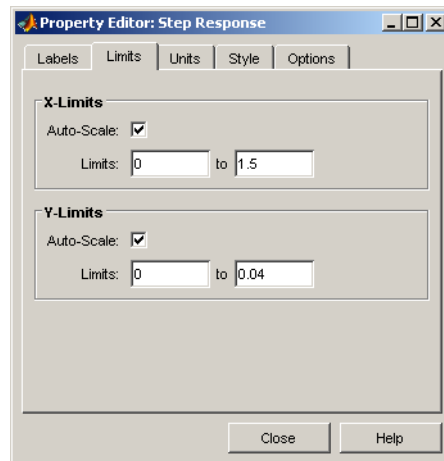 Property Editor: Step Response
Labels Limits Units Style Options
X-Limits
Auto-Scale:
Limits: 0 to 1.5
Y-Limits
Auto-Scale:
Limits: 0 to 0.04
Close Help